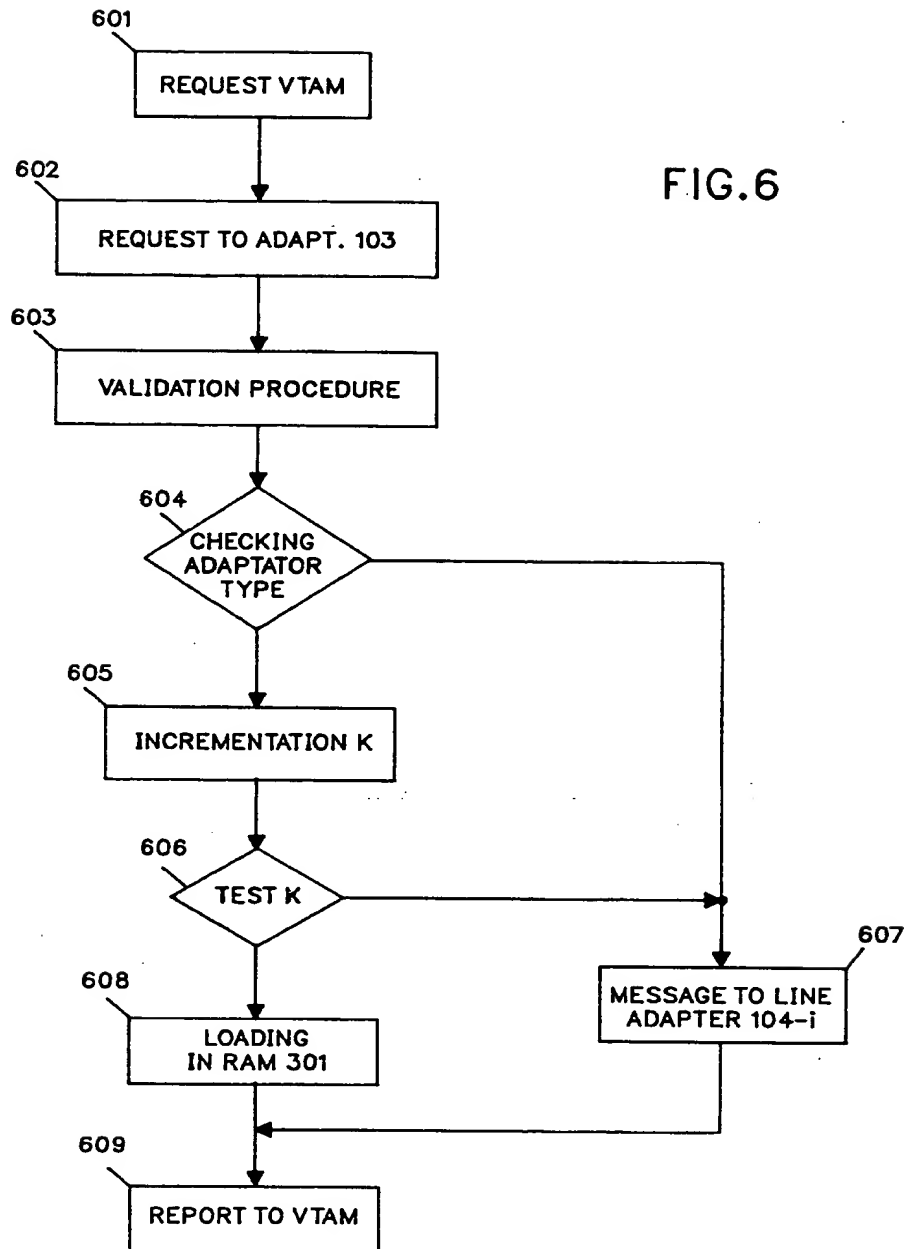 601
REQUEST VTAM
FIG.6
602
REQUEST TO ADAPT. 103
603
VALIDATION PROCEDURE
604
CHECKING
ADAPTATOR
TYPE
605
INCREMENTATION K
606
TEST K
607
MESSAGE TO LINE
ADAPTER 104-i
608
LOADING
IN RAM 301
609
REPORT TO VTAM